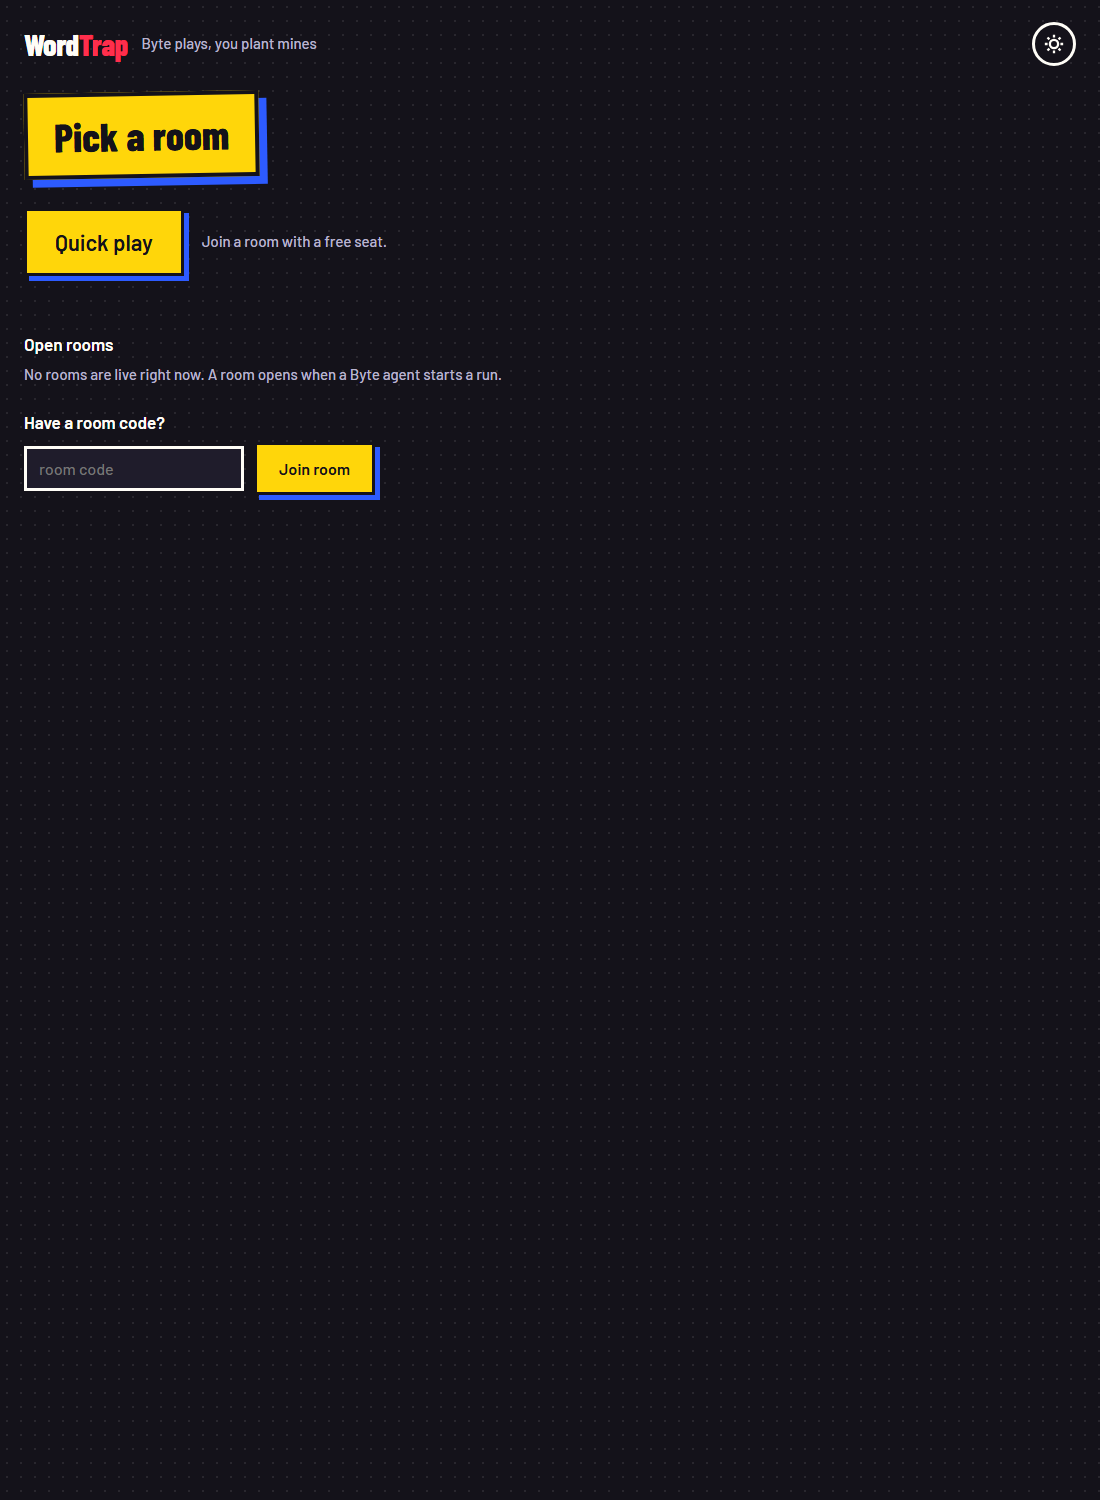 WordTrap Byte plays, you plant mines
Pick a room
Quick play Join a room with a free seat.
Open rooms
No rooms are live right now. A room opens when a Byte agent starts a run.
Have a room code?
room code Join room